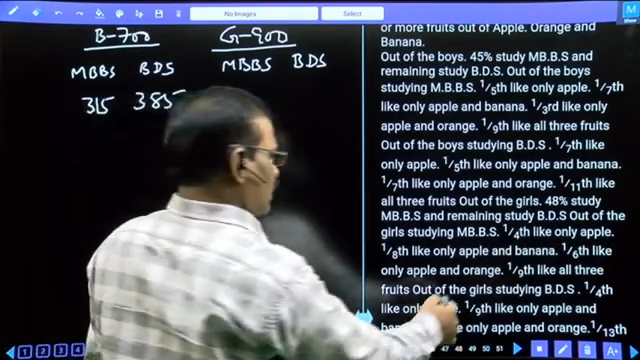 No Images
Select
B-700 G-900
MBBS BDS MBBS BDS
315 385
or more fruits out of Apple. Orange and
Banana.
Out of the boys. 45% study MB.B.S and
remaining study B.D.S. Out of the boys
studying M.B.B.S. 1/5th like only apple. 1/7th
like only apple and banana. 1/3rd like only
apple and orange. 1/9th like all three fruits
Out of the boys studying B.D.S . 1/7th like
only apple. 1/5th like only apple and banana.
1/7th like only apple and orange. 1/11th like
all three fruits Out of the girls. 48% study
MB.B.S and remaining study B.D.S Out of the
girls studying MB.B.S. 1/4th like only apple.
1/8th like only apple and banana. 1/6th like
only apple and orange. 1/9th like all three
fruits Out of the girls studying B.D.S . 1/4th
like 1/9th like only apple and
only apple and orange. 1/13th
1 2 3 4
47 48 49 50 51
A+